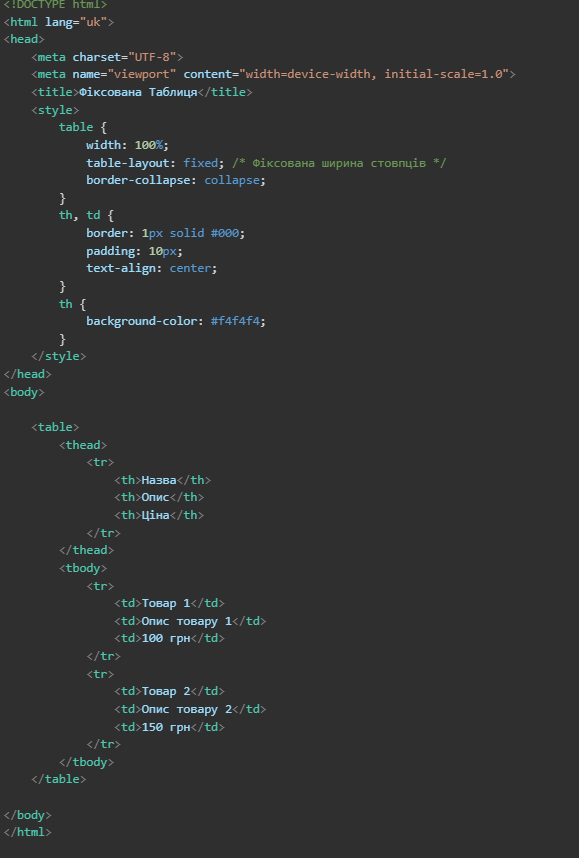 <!DOCTYPE html>
<html lang="uk">
<head>
    <meta charset="UTF-8">
    <meta name="viewport" content="width=device-width, initial-scale=1.0">
    <title>Фіксована Таблиця</title>
    <style>
        table {
            width: 100%;
            table-layout: fixed; /* Фіксована ширина стовпців */
            border-collapse: collapse;
        }
        th, td {
            border: 1px solid #000;
            padding: 10px;
            text-align: center;
        }
        th {
            background-color: #f4f4f4;
        }
    </style>
</head>
<body>

    <table>
        <thead>
            <tr>
                <th>Назва</th>
                <th>Опис</th>
                <th>Ціна</th>
            </tr>
        </thead>
        <tbody>
            <tr>
                <td>Товар 1</td>
                <td>Опис товару 1</td>
                <td>100 грн</td>
            </tr>
            <tr>
                <td>Товар 2</td>
                <td>Опис товару 2</td>
                <td>150 грн</td>
            </tr>
        </tbody>
    </table>

</body>
</html>